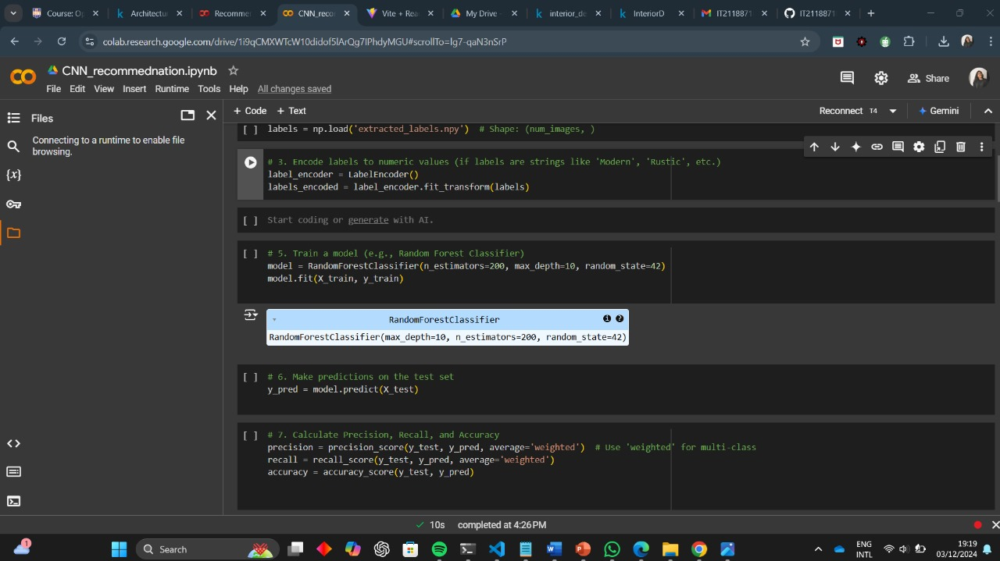 Course: Op
Architectur
Recommer
CNN_reco
Vite + Rea
My Drive -
interior_de
InteriorD
IT2118871
IT2118871
colab.research.google.com/drive/1i9qCMXWTcW10didof5lArQg7lPhdyMGU#scrollTo=Ig7-qaN3nSrP
CNN_recommednation.ipynb
File Edit View Insert Runtime Tools Help All changes saved
Share
Files
+ Code + Text
Reconnect T4
Gemini
Connecting to a runtime to enable file
browsing.
[ ] labels = np.load('extracted_labels.npy') # Shape: (num_images, )
# 3. Encode labels to numeric values (if labels are strings like 'Modern', 'Rustic', etc.)
label_encoder = LabelEncoder()
labels_encoded = label_encoder.fit_transform(labels)
[ ] Start coding or generate with AI.
[ ] # 5. Train a model (e.g., Random Forest Classifier)
model = RandomForestClassifier(n_estimators=200, max_depth=10, random_state=42)
model.fit(X_train, y_train)
RandomForestClassifier
RandomForestClassifier(max_depth=10, n_estimators=200, random_state=42)
[ ] # 6. Make predictions on the test set
y_pred = model.predict(X_test)
[ ] # 7. Calculate Precision, Recall, and Accuracy
precision = precision_score(y_test, y_pred, average='weighted') # Use 'weighted' for multi-class
recall = recall_score(y_test, y_pred, average='weighted')
accuracy = accuracy_score(y_test, y_pred)
10s completed at 4:26 PM
1
Search
ENG
INTL
19:19
03/12/2024